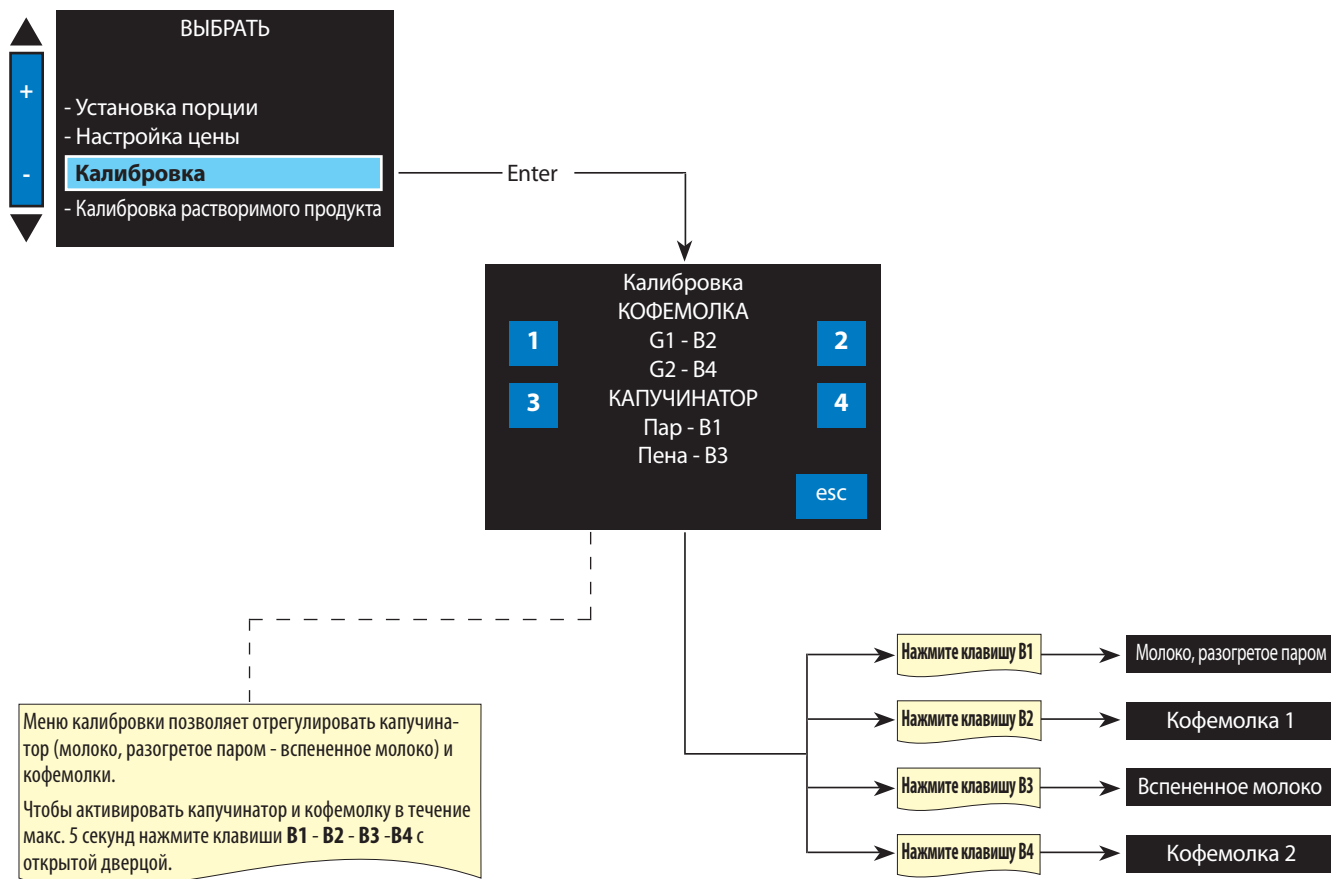 ВЫБРАТЬ
+
- Установка порции
- Настройка цены
-
Калибровка
Enter
- Калибровка растворимого продукта
Калибровка
КОФЕМОЛКА
1
G1 - B2
2
G2 - B4
3
КАПУЧИНАТОР
4
Пар - B1
Пена - B3
esc
Нажмите клавишу B1
Молоко, разогретое паром
Нажмите клавишу B2
Кофемолка 1
Нажмите клавишу B3
Вспененное молоко
Нажмите клавишу B4
Кофемолка 2
Меню калибровки позволяет отрегулировать капучина-
тор (молоко, разогретое паром - вспененное молоко) и
кофемолки.
Чтобы активировать капучинатор и кофемолку в течение
макс. 5 секунд нажмите клавиши B1 - B2 - B3 -B4 с
открытой дверцой.